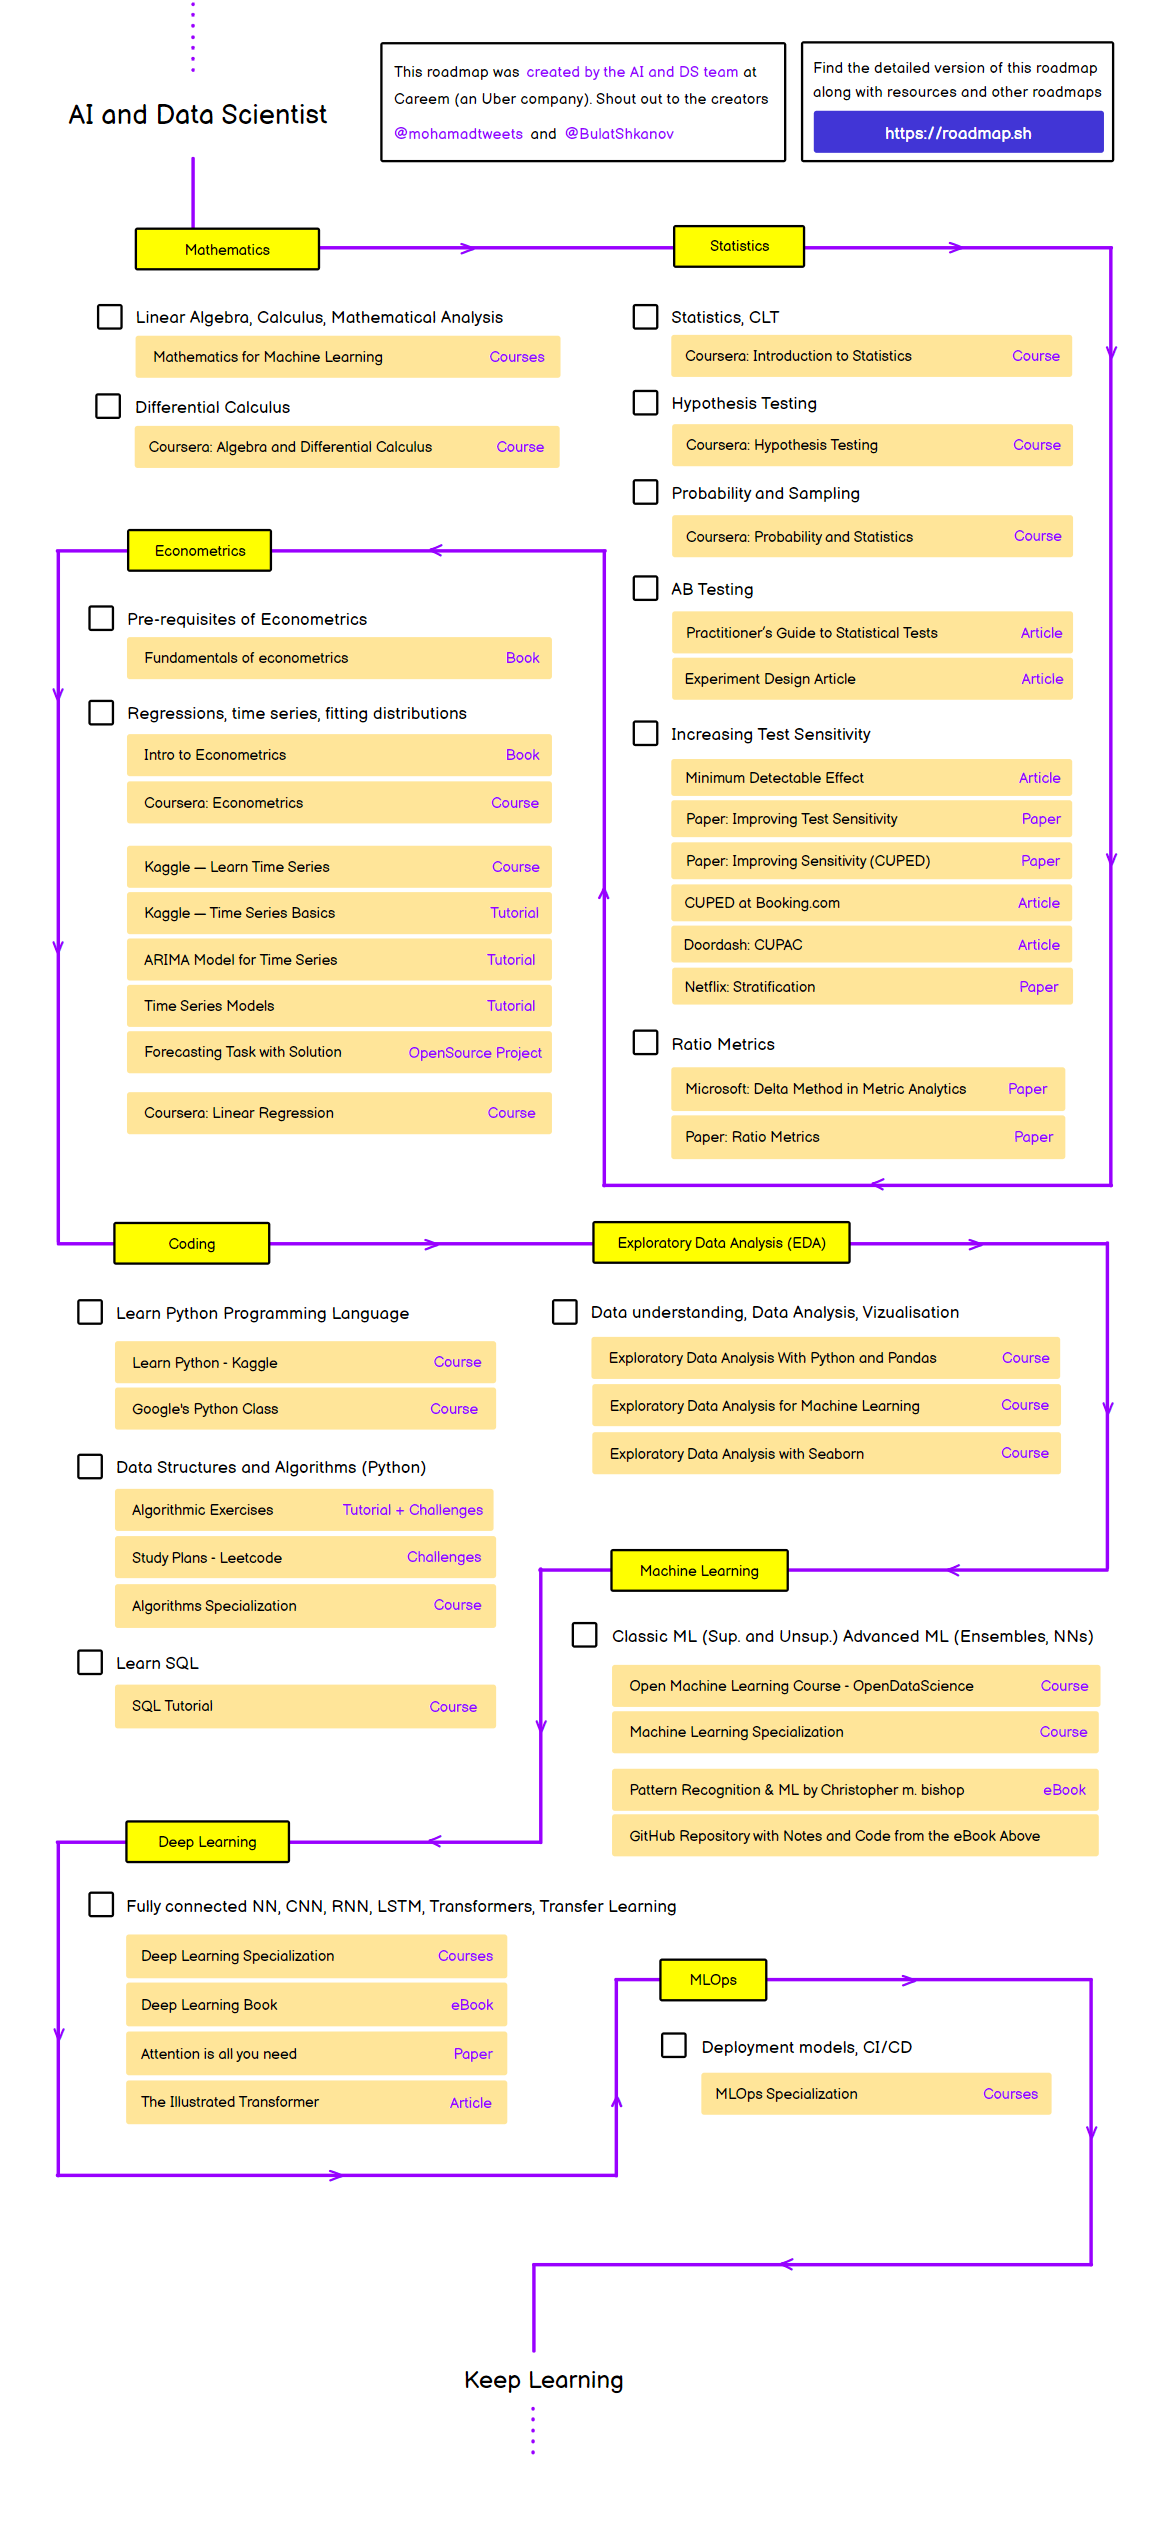 AI and Data Scientist
This roadmap was created by the AI and DS team at
Careem (an Uber company). Shout out to the creators
@mohamadtweets and @BulatShkanov
Find the detailed version of this roadmap
along with resources and other roadmaps
https://roadmap.sh
Mathematics
Linear Algebra, Calculus, Mathematical Analysis
Mathematics for Machine Learning Courses
Differential Calculus
Coursera: Algebra and Differential Calculus Course
Statistics
Statistics, CLT
Coursera: Introduction to Statistics Course
Hypothesis Testing
Coursera: Hypothesis Testing Course
Probability and Sampling
Coursera: Probability and Statistics Course
AB Testing
Practitioner's Guide to Statistical Tests Article
Experiment Design Article Article
Increasing Test Sensitivity
Minimum Detectable Effect Article
Paper: Improving Test Sensitivity Paper
Paper: Improving Sensitivity (CUPED) Paper
CUPED at Booking.com Article
Doordash: CUPAC Article
Netflix: Stratification Paper
Ratio Metrics
Microsoft: Delta Method in Metric Analytics Paper
Paper: Ratio Metrics Paper
Econometrics
Pre-requisites of Econometrics
Fundamentals of econometrics Book
Regressions, time series, fitting distributions
Intro to Econometrics Book
Coursera: Econometrics Course
Kaggle — Learn Time Series Course
Kaggle — Time Series Basics Tutorial
ARIMA Model for Time Series Tutorial
Time Series Models Tutorial
Forecasting Task with Solution OpenSource Project
Coursera: Linear Regression Course
Coding
Learn Python Programming Language
Learn Python - Kaggle Course
Google's Python Class Course
Data Structures and Algorithms (Python)
Algorithmic Exercises Tutorial + Challenges
Study Plans - Leetcode Challenges
Algorithms Specialization Course
Learn SQL
SQL Tutorial Course
Exploratory Data Analysis (EDA)
Data understanding, Data Analysis, Vizualisation
Exploratory Data Analysis With Python and Pandas Course
Exploratory Data Analysis for Machine Learning Course
Exploratory Data Analysis with Seaborn Course
Machine Learning
Classic ML (Sup. and Unsup.) Advanced ML (Ensembles, NNs)
Open Machine Learning Course - OpenDataScience Course
Machine Learning Specialization Course
Pattern Recognition & ML by Christopher m. bishop eBook
GitHub Repository with Notes and Code from the eBook Above
Deep Learning
Fully connected NN, CNN, RNN, LSTM, Transformers, Transfer Learning
Deep Learning Specialization Courses
Deep Learning Book eBook
Attention is all you need Paper
The Illustrated Transformer Article
MLOps
Deployment models, CI/CD
MLOps Specialization Courses
Keep Learning